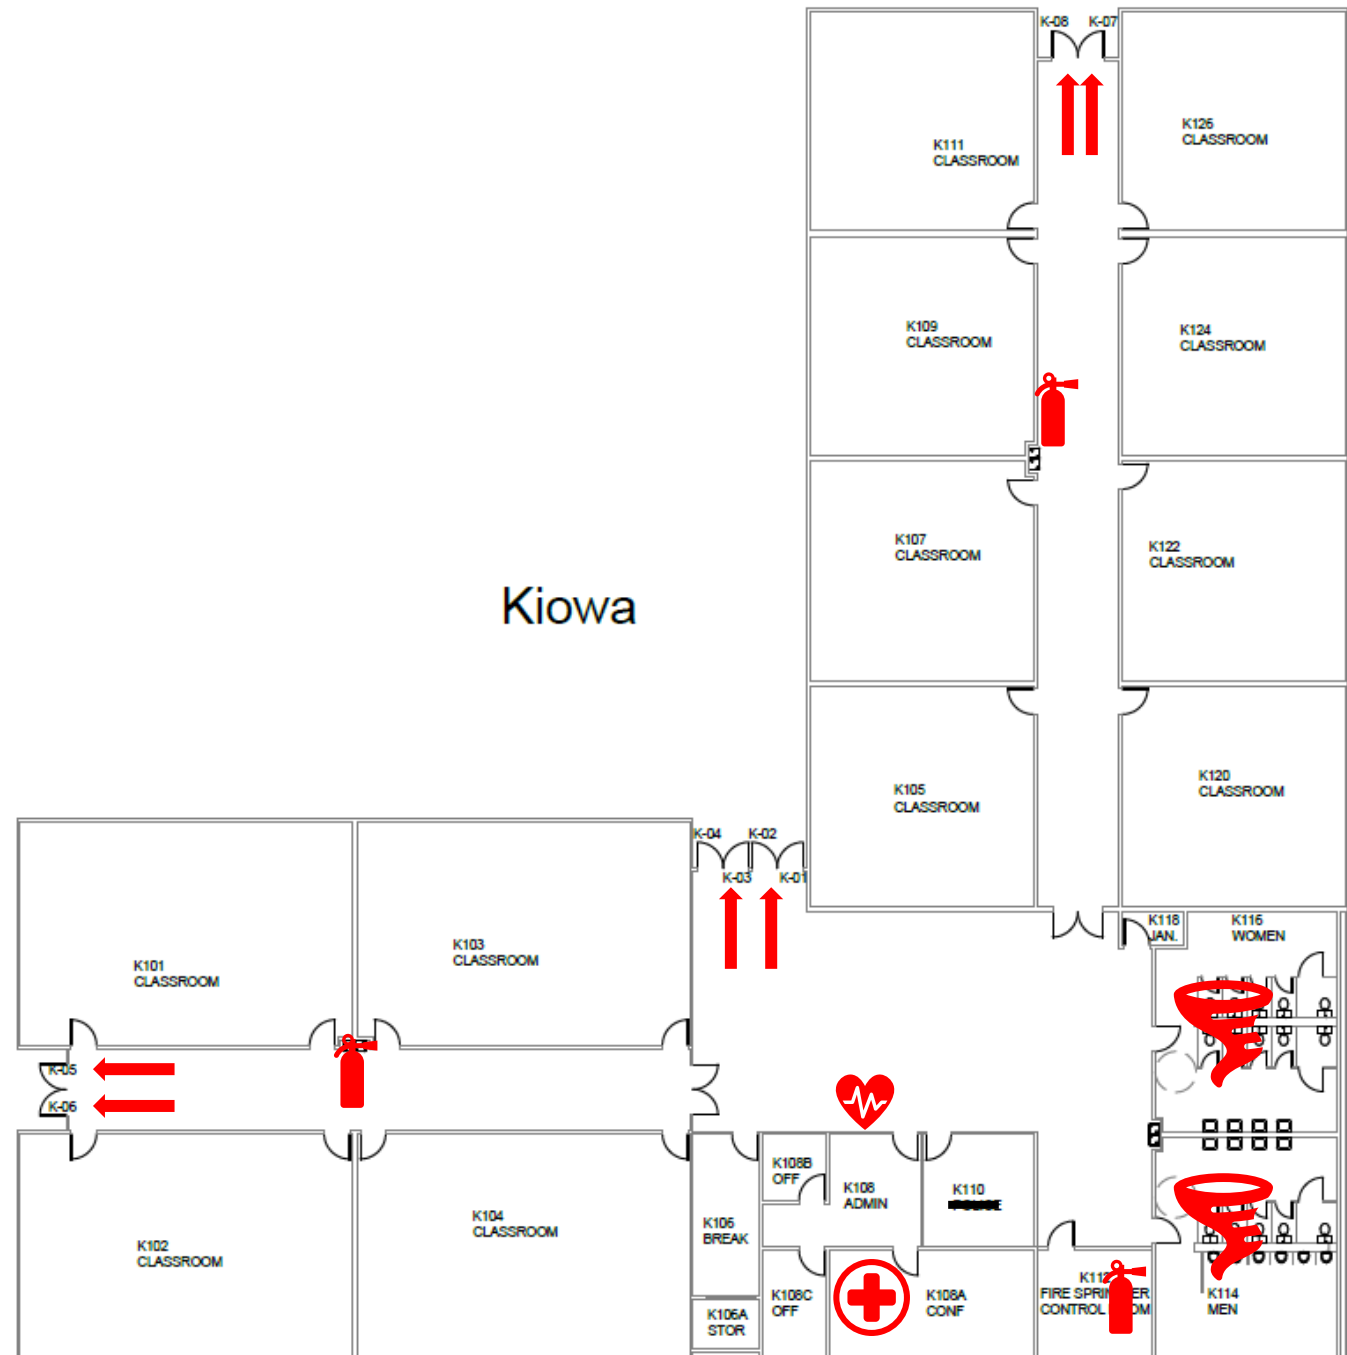 K-08 K-07
K126
CLASSROOM
K111
CLASSROOM
K109
CLASSROOM
K124
CLASSROOM
K107
CLASSROOM
K122
CLASSROOM
Kiowa
K105
CLASSROOM
K120
CLASSROOM
K-04 K-02
K-03 K-01
K118
JAN.
K116
WOMEN
K101
CLASSROOM
K103
CLASSROOM
K-05
K-06
K108B
OFF
K108
ADMIN
K110
K106
BREAK
K104
CLASSROOM
K102
CLASSROOM
K106A
STOR
K108C
OFF
K108A
CONF
FIRE
CONTROL
K114
MEN